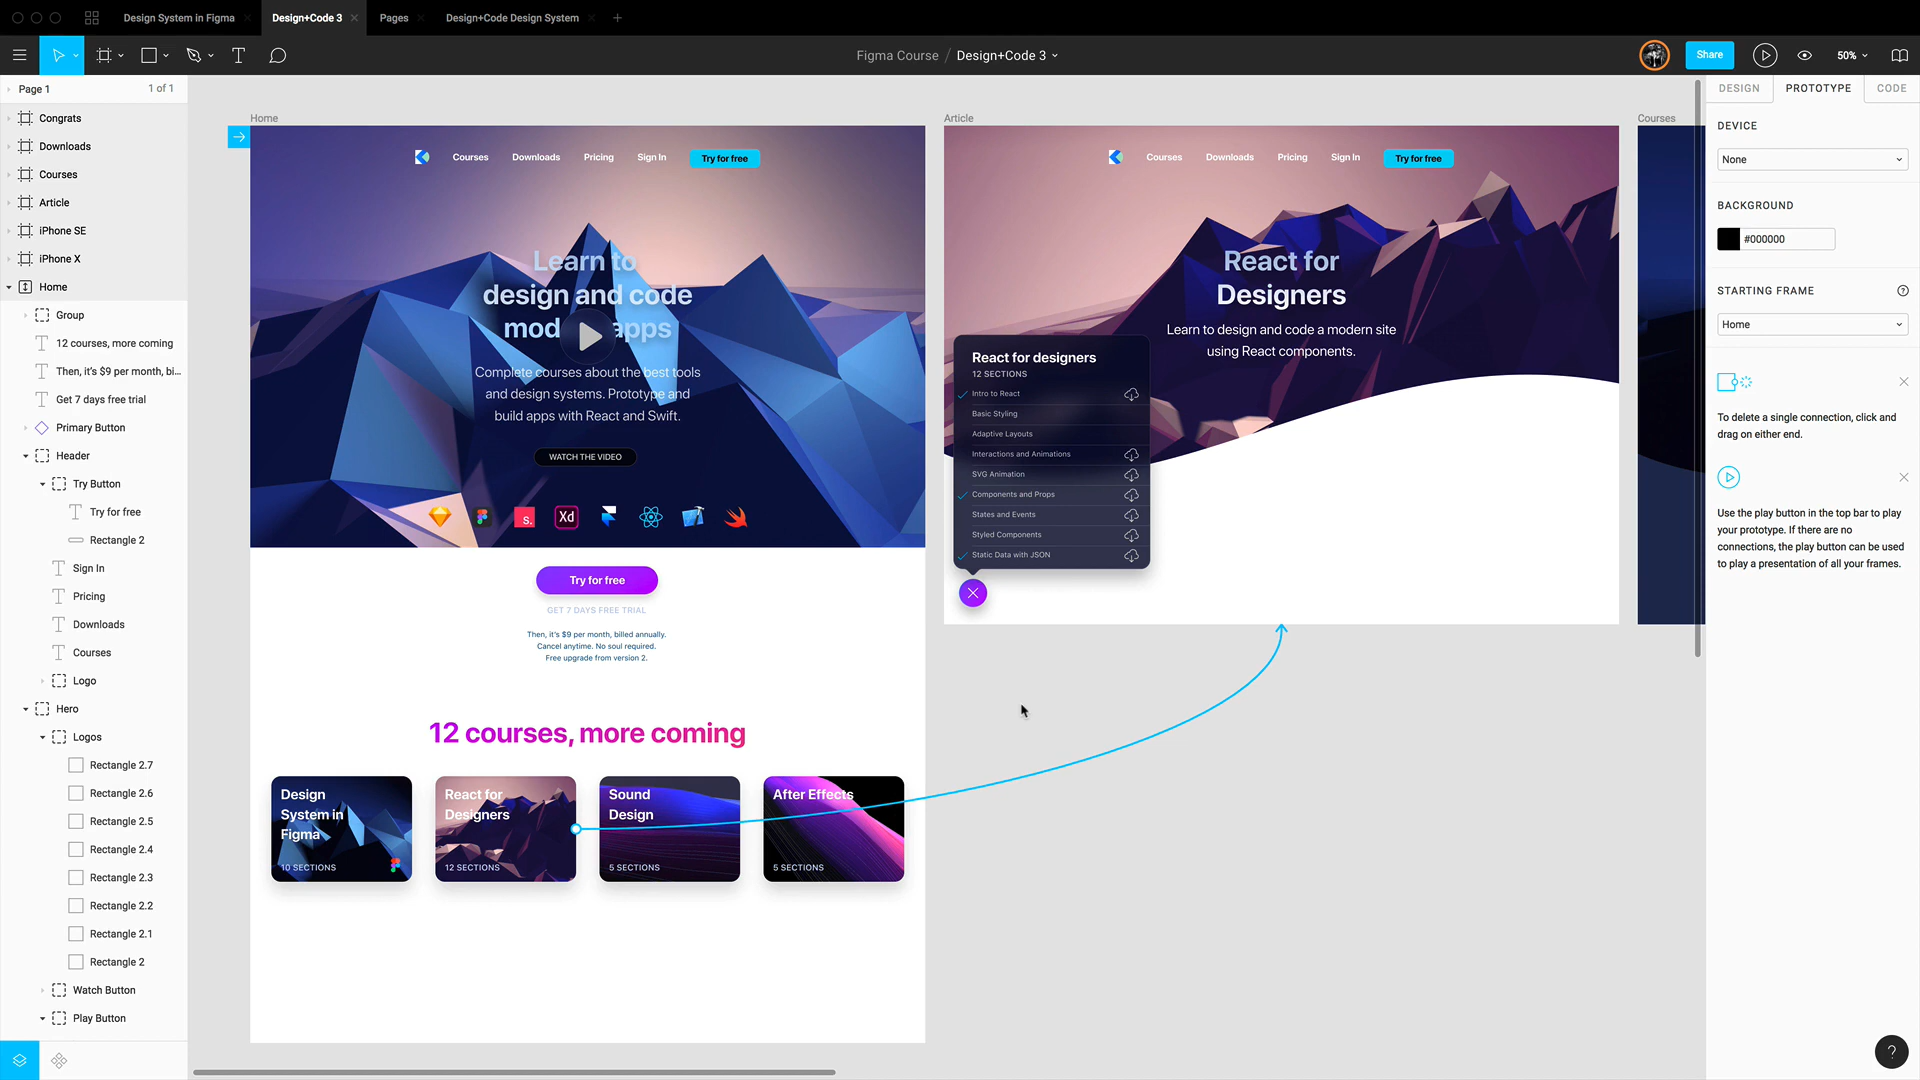 Design System in Figma
Design+Code 3
Pages
Design+Code Design System
Figma Course / Design+Code 3
Share
50%
Page 1
1 of 1
Congrats
Downloads
Courses
Article
iPhone SE
iPhone X
Home
Group
12 courses, more coming
Then, it's $9 per month, bi...
Get 7 days free trial
Primary Button
Header
Try Button
Try for free
Rectangle 2
Sign In
Pricing
Downloads
Courses
Logo
Hero
Logos
Rectangle 2.7
Rectangle 2.6
Rectangle 2.5
Rectangle 2.4
Rectangle 2.3
Rectangle 2.2
Rectangle 2.1
Rectangle 2
Watch Button
Play Button
Home
Courses
Downloads
Pricing
Sign In
Try for free
Learn to
design and code
mod apps
Complete courses about the best tools
and design systems. Prototype and
build apps with React and Swift.
WATCH THE VIDEO
s.
Xd
Try for free
GET 7 DAYS FREE TRIAL
Then, it's $9 per month, billed annually.
Cancel anytime. No soul required.
Free upgrade from version 2.
12 courses, more coming
Design
System in
Figma
10 SECTIONS
React for
Designers
12 SECTIONS
Sound
Design
5 SECTIONS
After Effects
5 SECTIONS
Article
Courses
Downloads
Pricing
Sign In
Try for free
React for
Designers
Learn to design and code a modern site
using React components.
React for designers
12 SECTIONS
Intro to React
Basic Styling
Adaptive Layouts
Interactions and Animations
SVG Animation
Components and Props
States and Events
Styled Components
Static Data with JSON
Courses
DESIGN
PROTOTYPE
CODE
DEVICE
None
BACKGROUND
#000000
STARTING FRAME
?
Home
To delete a single connection, click and
drag on either end.
Use the play button in the top bar to play
your prototype. If there are no
connections, the play button can be used
to play a presentation of all your frames.
?